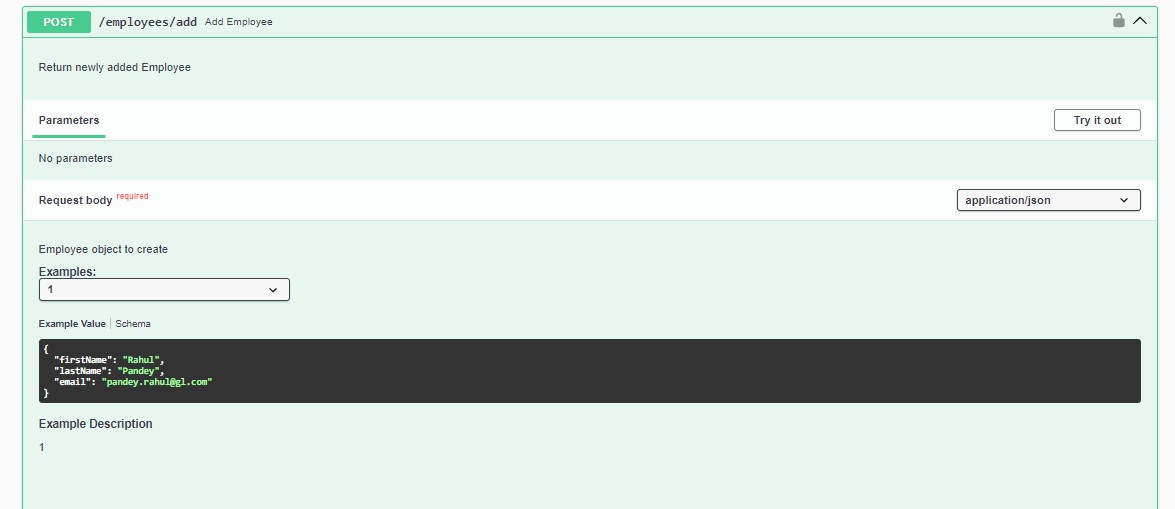 POST /employees/add Add Employee
Return newly added Employee
Parameters
Try it out
No parameters
Request body required
application/json
Employee object to create
Examples:
1
Example Value Schema
{
"firstName": "Rahul",
"lastName": "Pandey",
"email": "pandey.rahul@gl.com"
}
Example Description
1